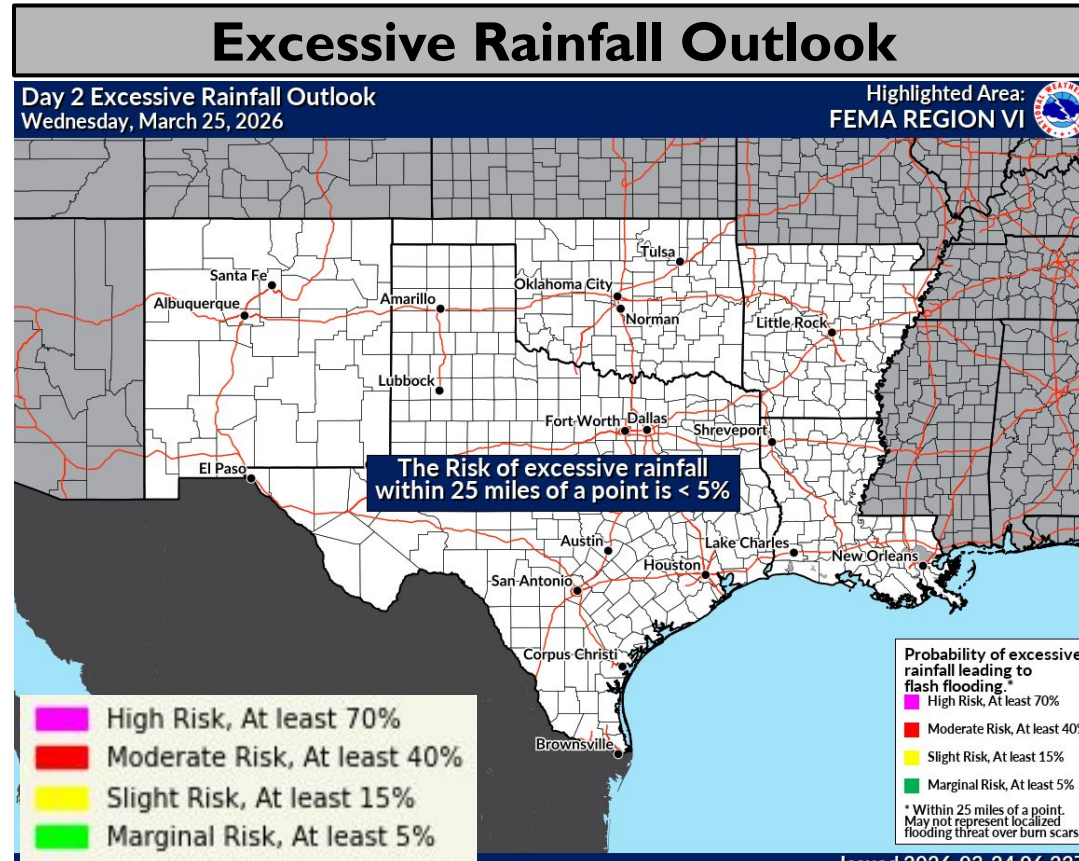 Excessive Rainfall Outlook
Day 2 Excessive Rainfall Outlook
Wednesday, March 25, 2026
Highlighted Area:
FEMA REGION VI
Santa Fe
Albuquerque
Amarillo
Tulsa
Oklahoma City
Norman
Little Rock
Lubbock
Fort Worth
Dallas
Shreveport
El Paso
The Risk of excessive rainfall
within 25 miles of a point is < 5%
Austin
Lake Charles
New Orleans
San Antonio
Houston
Corpus Christi
Brownsville
High Risk, At least 70%
Moderate Risk, At least 40%
Slight Risk, At least 15%
Marginal Risk, At least 5%
Probability of excessive
rainfall leading to
flash flooding.*
High Risk, At least 70%
Moderate Risk, At least 40%
Slight Risk, At least 15%
Marginal Risk, At least 5%
* Within 25 miles of a point.
May not represent localized
flooding threat over burn scars